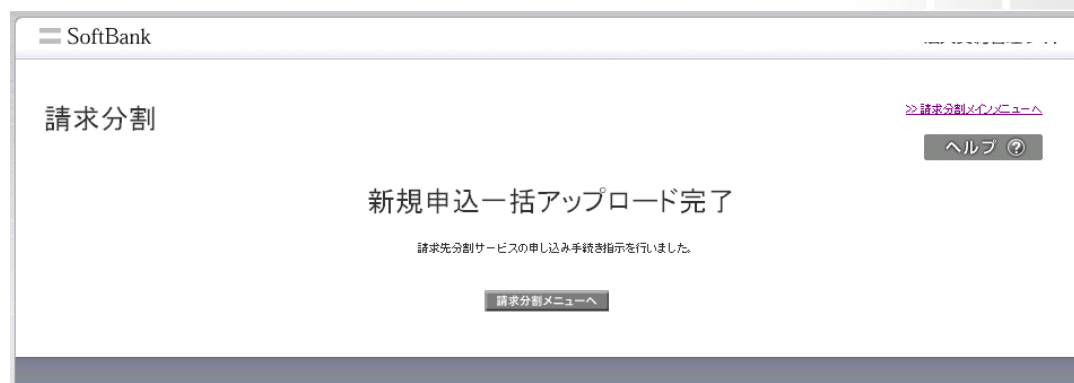 SoftBank
請求分割
>>請求分割メインメニューへ
ヘルプ ?
新規申込一括アップロード完了
請求先分割サービスの申し込み手続き指示を行いました。
請求分割メニューへ